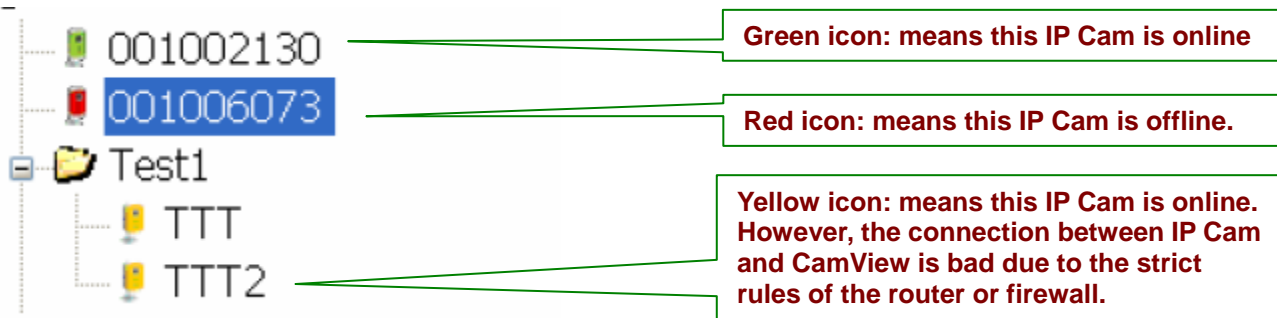 001002130
001006073
Test1
TTT
TTT2
Green icon: means this IP Cam is online
Red icon: means this IP Cam is offline.
Yellow icon: means this IP Cam is online.
However, the connection between IP Cam
and CamView is bad due to the strict
rules of the router or firewall.